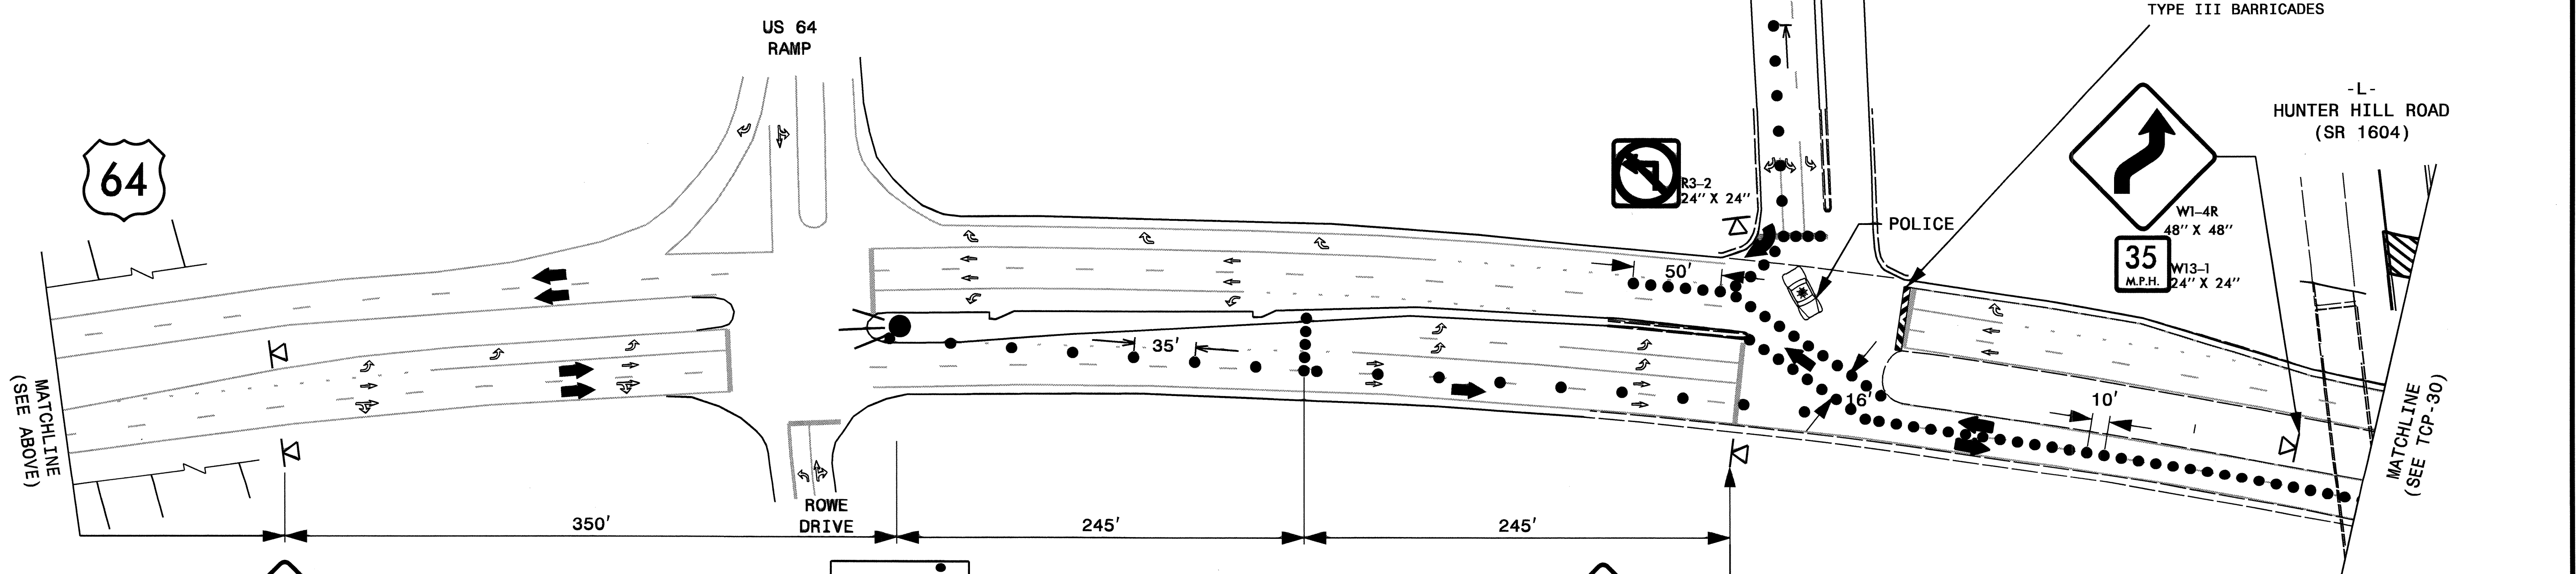 US 64
RAMP
TYPE III BARRICADES
-L-
HUNTER HILL ROAD
(SR 1604)
64
R3-2
24" X 24"
POLICE
W1-4R
48" X 48"
35
M.P.H.
W13-1
24" X 24"
50'
35'
16'
10'
MATCHLINE
(SEE ABOVE)
MATCHLINE
(SEE TCP-30)
ROWE
DRIVE
350'
245'
245'